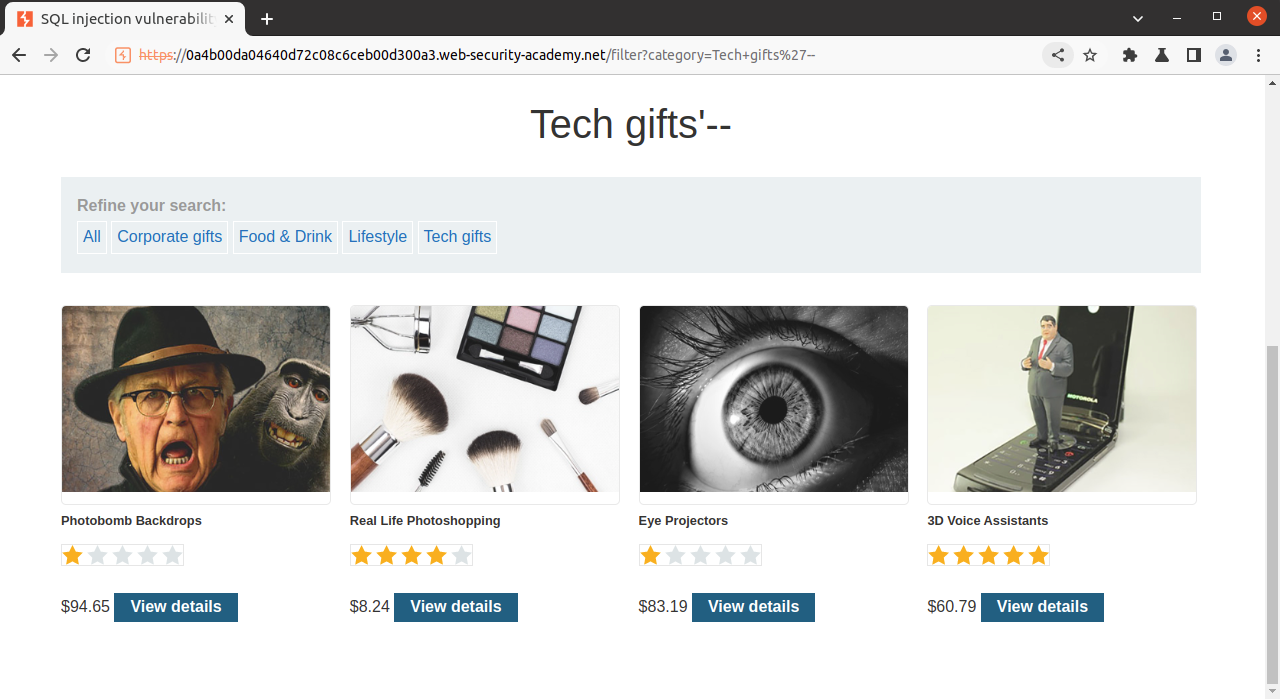 SQL injection vulnerabilit
https://0a4b00da04640d72c08c6ceb00d300a3.web-security-academy.net/filter?category=Tech+gifts%27--
Tech gifts'--
Refine your search:
All Corporate gifts Food & Drink Lifestyle Tech gifts
MOTOROLA
Photobomb Backdrops Real Life Photoshopping Eye Projectors 3D Voice Assistants
$94.65 View details $8.24 View details $83.19 View details $60.79 View details